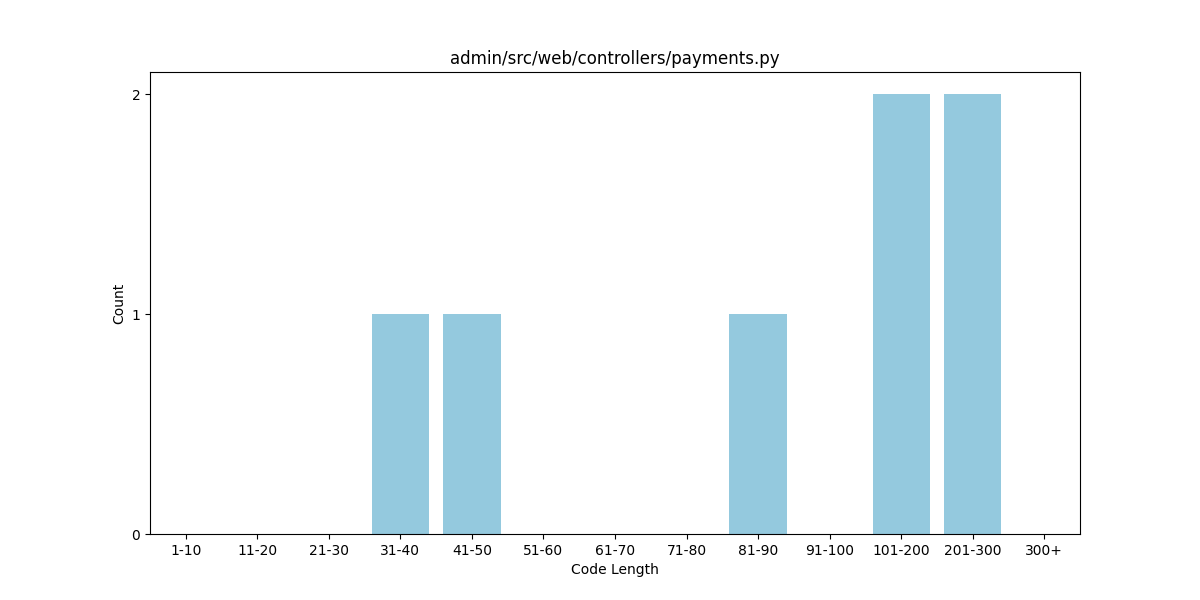 admin/src/web/controllers/payments.py
2
1
0
Count
1-10 11-20 21-30 31-40 41-50 51-60 61-70 71-80 81-90 91-100 101-200 201-300 300+
Code Length